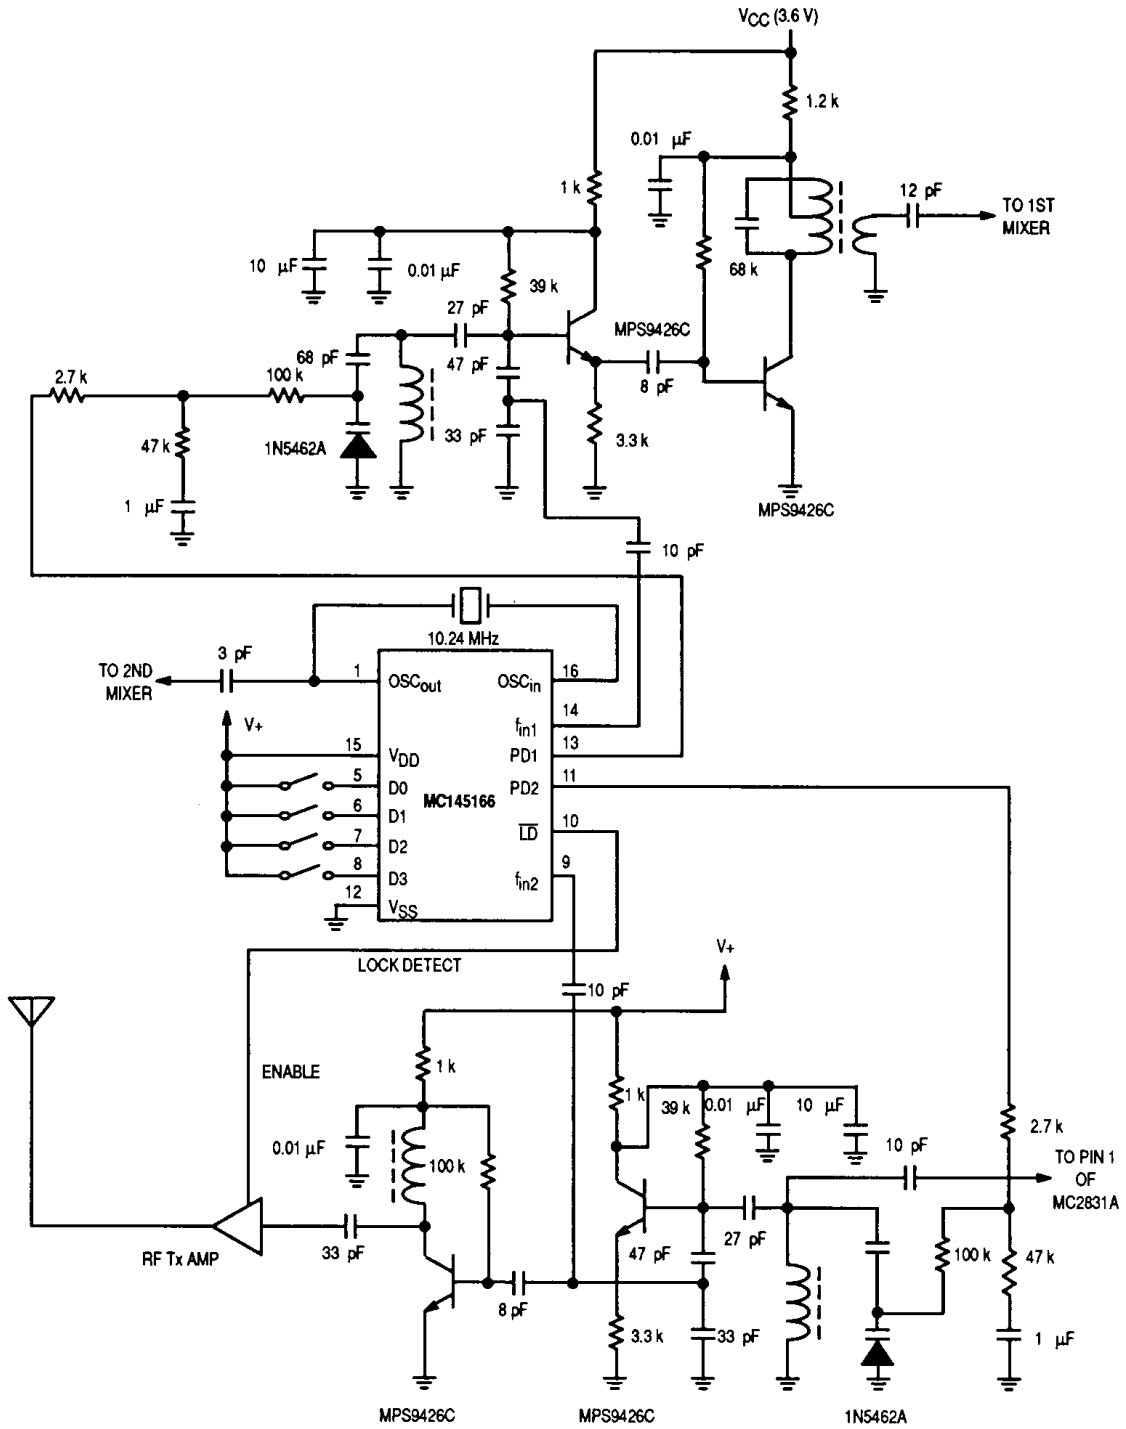 VCC (3.6 V)
1.2 k
0.01 µF
1 k
12 pF
TO 1ST
MIXER
10 µF
0.01 µF
39 k
68 k
27 pF
MPS9426C
68 pF
47 pF
8 pF
2.7 k
100 k
47 k
1N5462A
33 pF
3.3 k
1 µF
MPS9426C
10 pF
10.24 MHz
3 pF
TO 2ND
MIXER
1
OSCout
OSCin
16
V+
14
fin1
15
VDD
PD1
13
5
D0
MC145166
PD2
11
6
D1
LD
10
7
D2
8
D3
fin2
9
12
VSS
LOCK DETECT
V+
10 pF
ENABLE
1 k
1 k
39 k
0.01 µF
10 µF
2.7 k
0.01 µF
100 k
10 pF
TO PIN 1
OF
MC2831A
RF Tx AMP
33 pF
47 pF
27 pF
100 k
47 k
8 pF
3.3 k
33 pF
1 µF
MPS9426C
MPS9426C
1N5462A